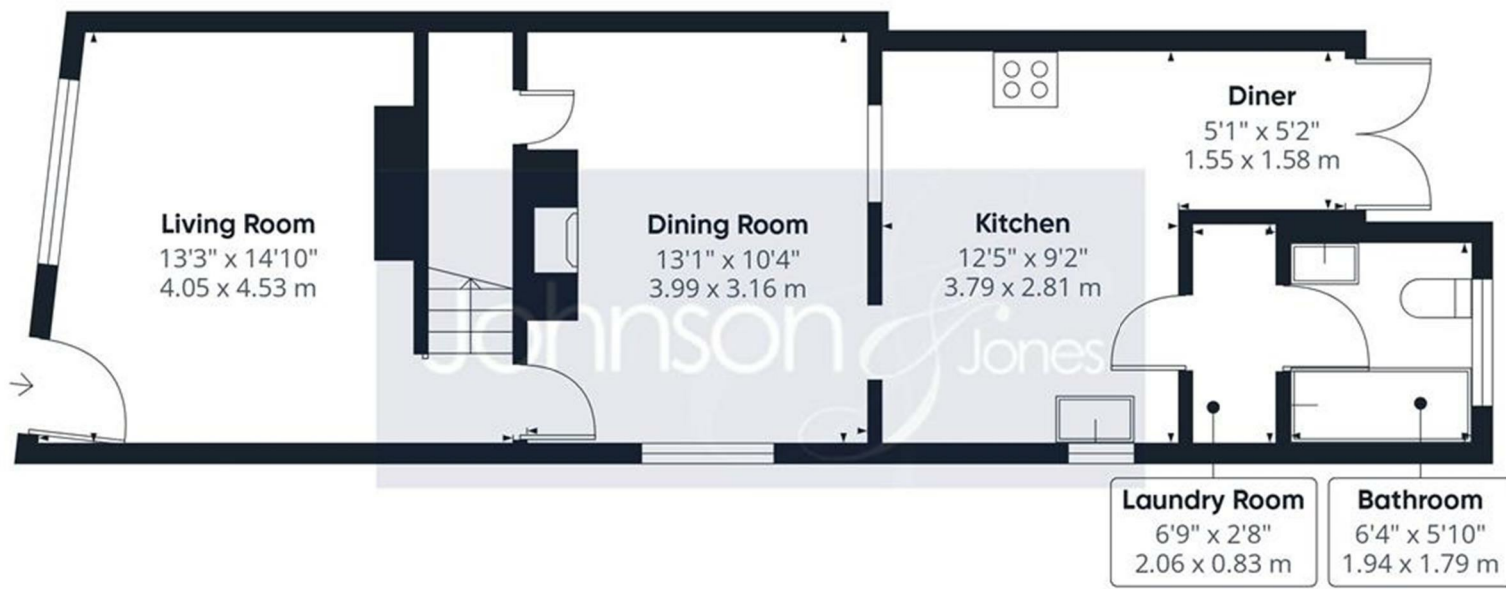 Diner
5'1" x 5'2"
1.55 x 1.58 m
Living Room
13'3" x 14'10"
4.05 x 4.53 m
Dining Room
13'1" x 10'4"
3.99 x 3.16 m
Kitchen
12'5" x 9'2"
3.79 x 2.81 m
Johnson & Jones
Laundry Room
6'9" x 2'8"
2.06 x 0.83 m
Bathroom
6'4" x 5'10"
1.94 x 1.79 m